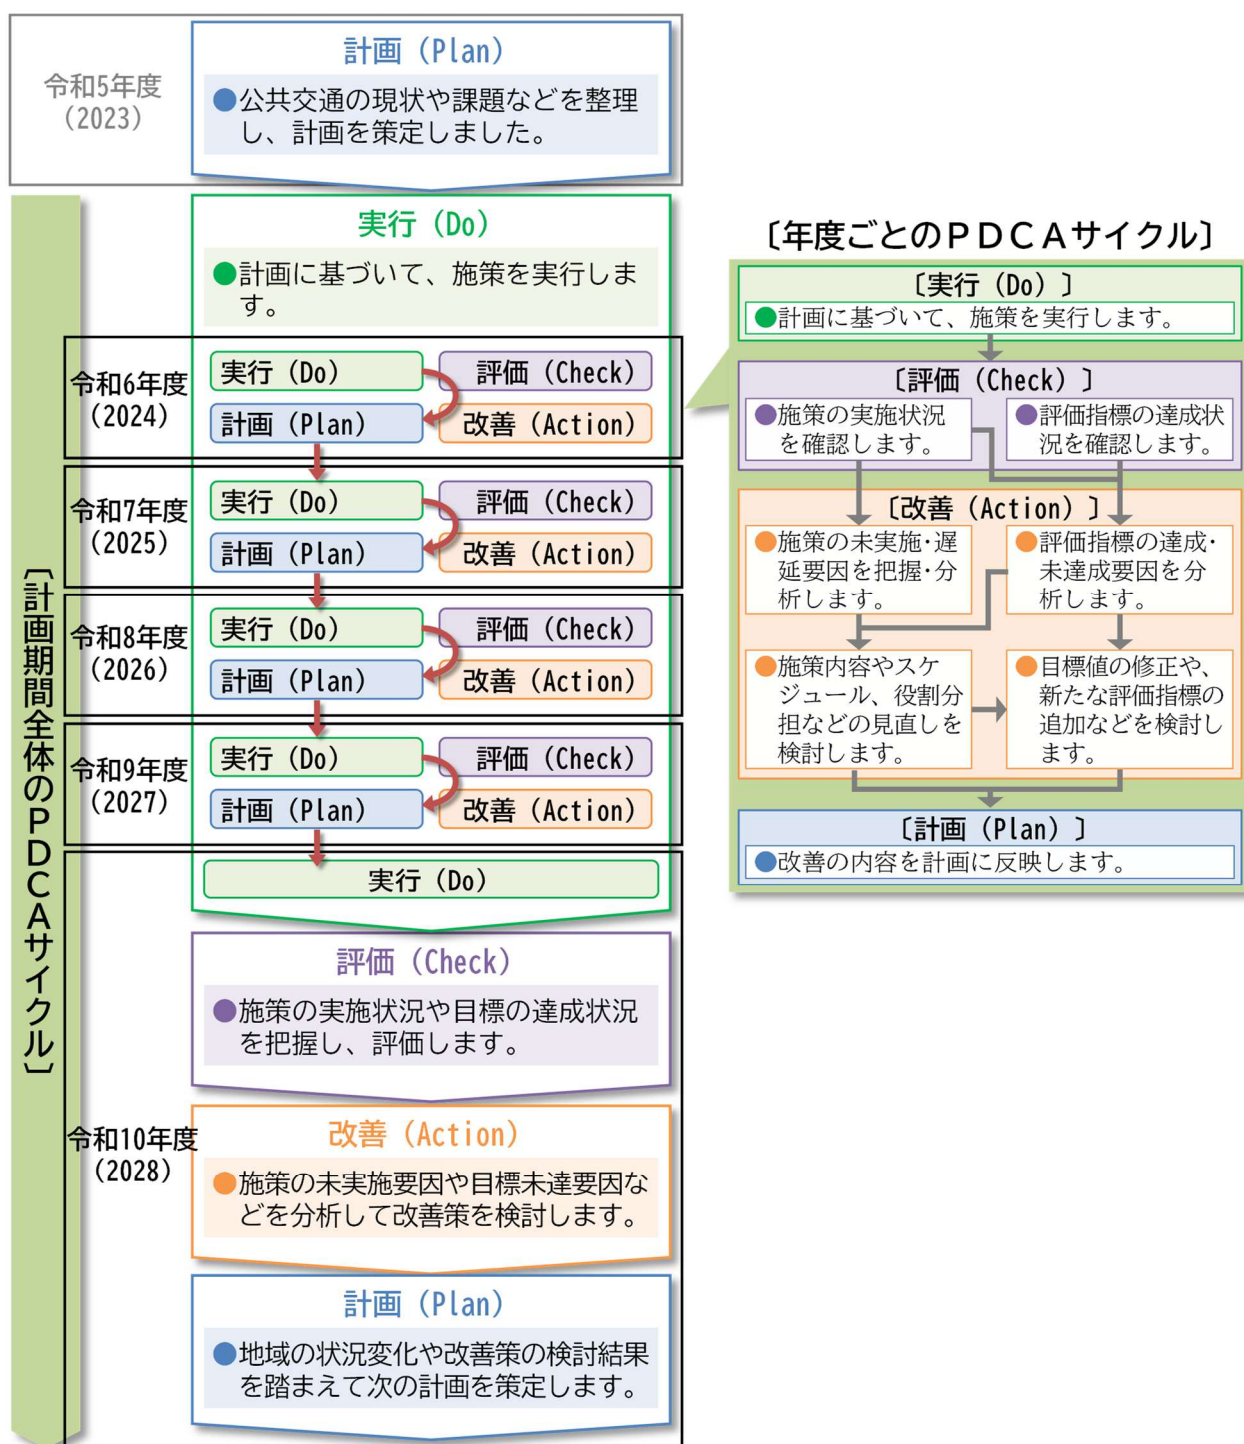 計画（Plan）
令和5年度
（2023）
●公共交通の現状や課題などを整理
し、計画を策定しました。
実行（Do）
●計画に基づいて、施策を実行しま
す。
令和6年度
（2024）
実行（Do）
評価（Check）
計画（Plan）
改善（Action）
令和7年度
（2025）
実行（Do）
評価（Check）
計画（Plan）
改善（Action）
令和8年度
（2026）
実行（Do）
評価（Check）
計画（Plan）
改善（Action）
令和9年度
（2027）
実行（Do）
評価（Check）
計画（Plan）
改善（Action）
実行（Do）
評価（Check）
●施策の実施状況や目標の達成状況
を把握し、評価します。
令和10年度
（2028）
改善（Action）
●施策の未実施要因や目標未達要因な
どを分析して改善策を検討します。
計画（Plan）
●地域の状況変化や改善策の検討結果
を踏まえて次の計画を策定します。
〔計画期間全体のＰＤＣＡサイクル〕
〔年度ごとのＰＤＣＡサイクル〕
〔実行（Do）〕
●計画に基づいて、施策を実行します。
〔評価（Check）〕
●施策の実施状況
を確認します。
●評価指標の達成状
況を確認します。
〔改善（Action）〕
●施策の未実施・遅
延要因を把握・分
析します。
●評価指標の達成・
未達成要因を分
析します。
●施策内容やスケ
ジュール、役割分
担などの見直しを
検討します。
●目標値の修正や、
新たな評価指標の
追加などを検討し
ます。
〔計画（Plan）〕
●改善の内容を計画に反映します。